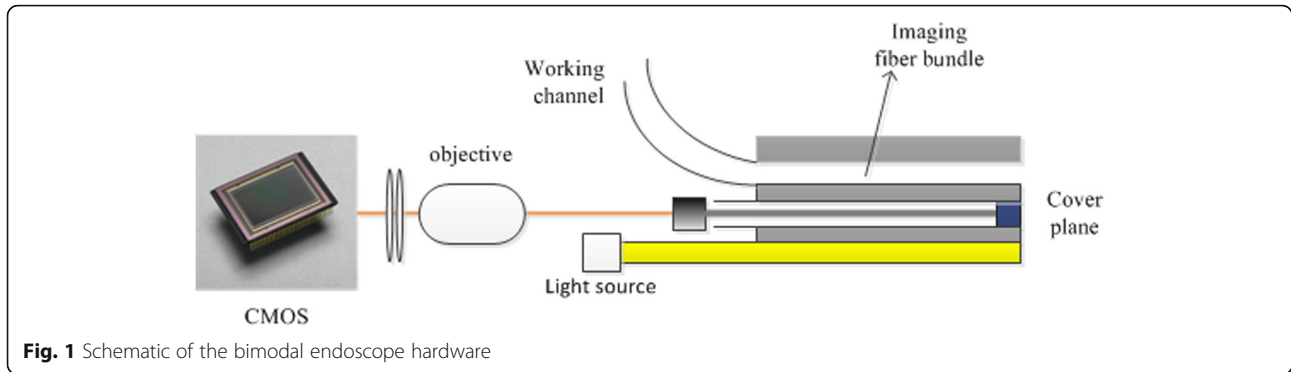 Imaging
fiber bundle
Working
channel
objective
Cover
plane
Light source
CMOS
Fig. 1 Schematic of the bimodal endoscope hardware